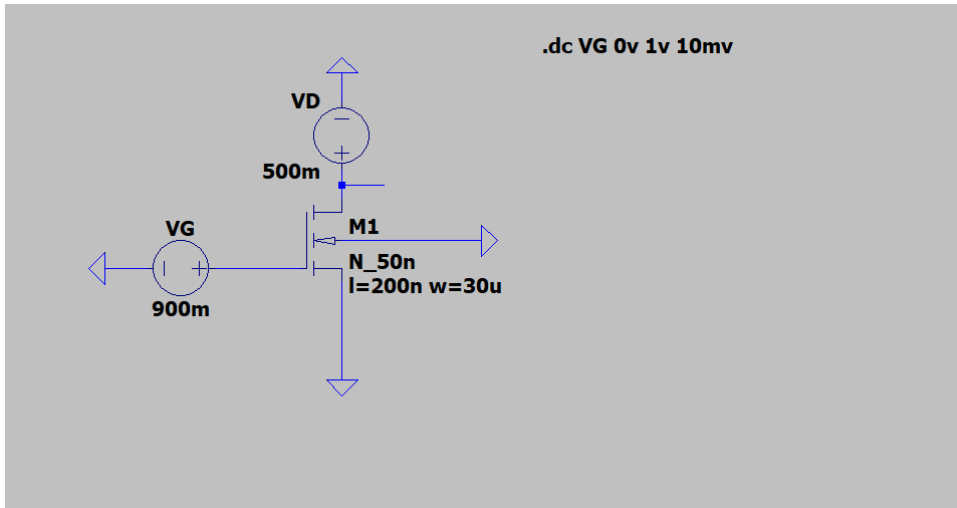 .dc VG 0v 1v 10mv
VD
500m
VG
900m
M1
N_50n
l=200n w=30u